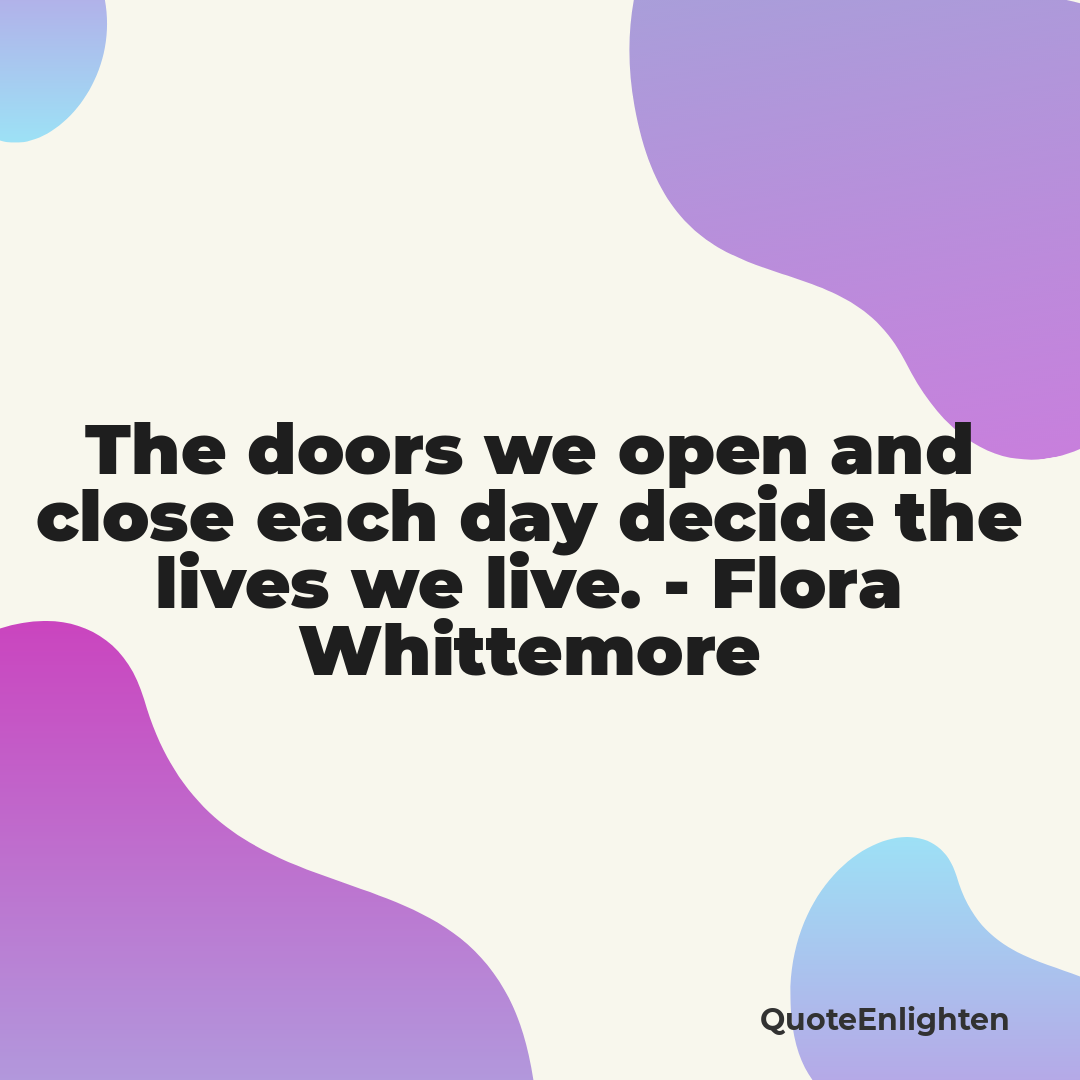 The doors we open and
close each day decide the
lives we live. - Flora
Whittemore
QuoteEnlighten